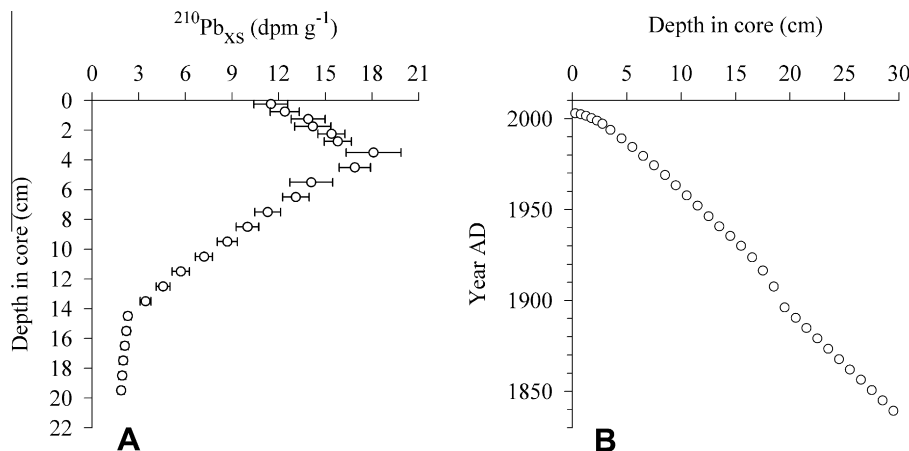 ²¹⁰Pb_XS (dpm g⁻¹)
0 3 6 9 12 15 18 21
Depth in core (cm)
0
2
4
6
8
10
12
14
16
18
20
22
A
Depth in core (cm)
0 5 10 15 20 25 30
Year AD
2000
1950
1900
1850
B